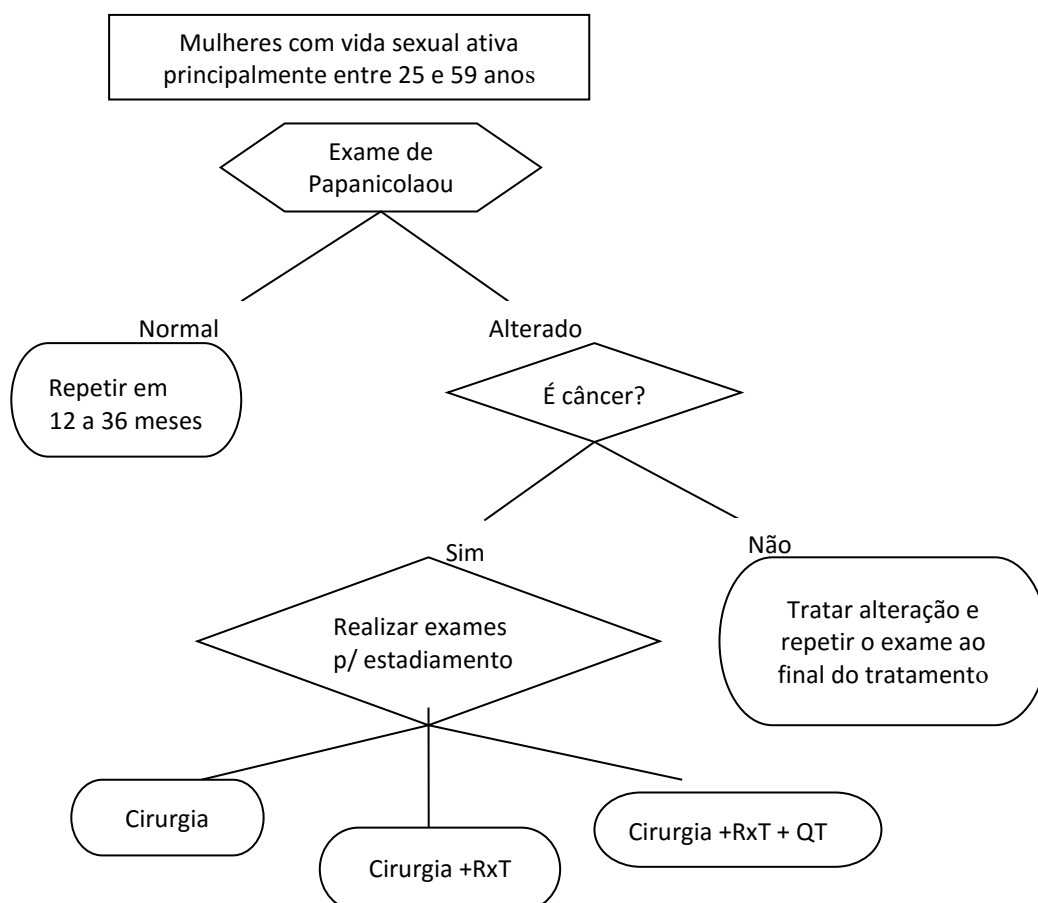 Mulheres com vida sexual ativa
principalmente entre 25 e 59 anos
Exame de
Papanicolaou
Normal
Alterado
Repetir em
12 a 36 meses
É câncer?
Sim
Não
Realizar exames
p/ estadiamento
Tratar alteração e
repetir o exame ao
final do tratamento
Cirurgia
Cirurgia +RxT
Cirurgia +RxT + QT